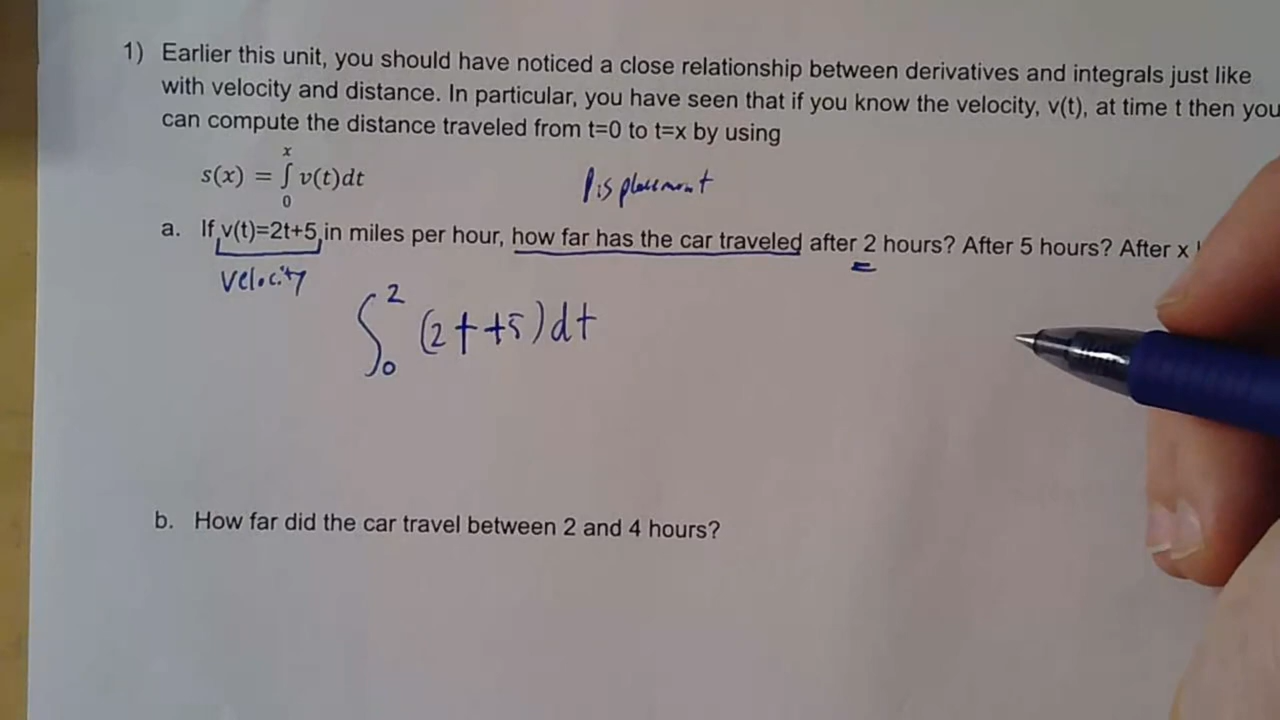 1) Earlier this unit, you should have noticed a close relationship between derivatives and integrals just like
with velocity and distance. In particular, you have seen that if you know the velocity, v(t), at time t then you
can compute the distance traveled from t=0 to t=x by using
s(x) = ∫₀ˣ v(t)dt
Displacement
a. If v(t)=2t+5 in miles per hour, how far has the car traveled after 2 hours? After 5 hours? After x
velocity
∫₀² (2t+5)dt
b. How far did the car travel between 2 and 4 hours?